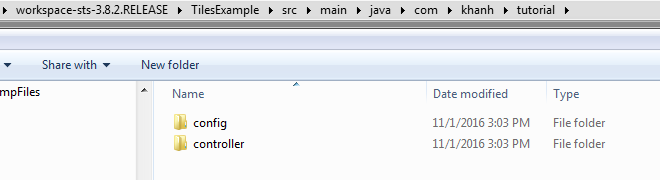 workspace-sts-3.8.2.RELEASE TilesExample src main java com khanh tutorial
Share with New folder
mpFiles
Name Date modified Type
config 11/1/2016 3:03 PM File folder
controller 11/1/2016 3:03 PM File folder